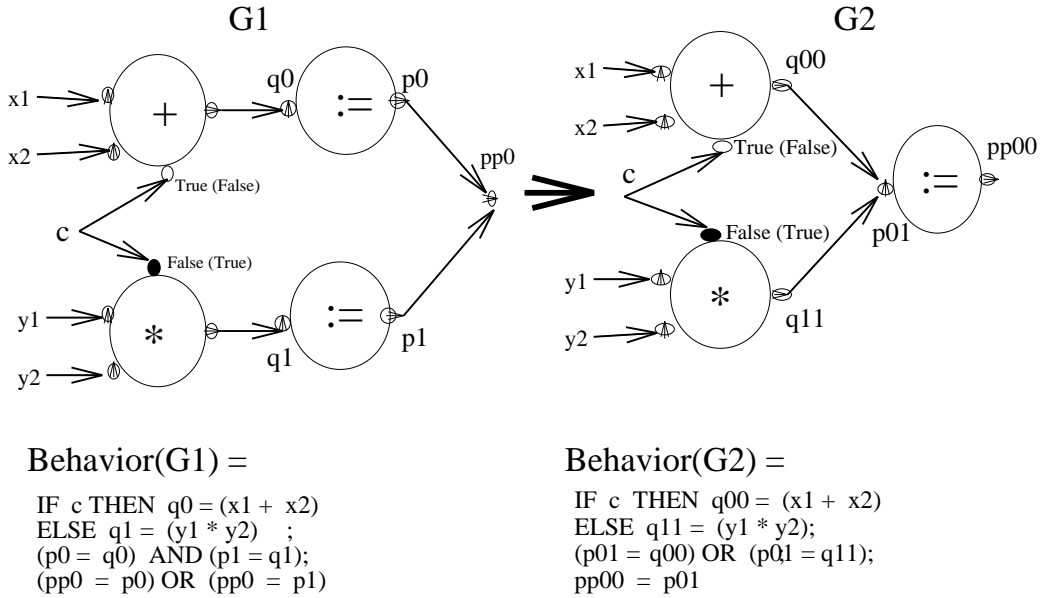 G1
G2
x1
x2
+
q0
:=
p0
True (False)
c
False (True)
pp0
y1
y2
*
q1
:=
p1
x1
x2
+
q00
True (False)
c
False (True)
pp00
:=
p01
y1
y2
*
q11
Behavior(G1) =
IF c THEN q0 = (x1 + x2)
ELSE q1 = (y1 * y2) ;
(p0 = q0) AND (p1 = q1);
(pp0 = p0) OR (pp0 = p1)
Behavior(G2) =
IF c THEN q00 = (x1 + x2)
ELSE q11 = (y1 * y2);
(p01 = q00) OR (p0;1 = q11);
pp00 = p01